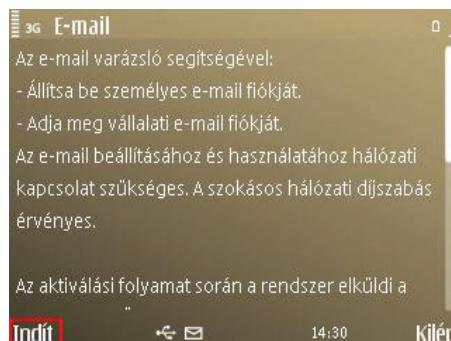 3G E-mail
Az e-mail varázsló segítségével:
- Állítsa be személyes e-mail fiókját.
- Adja meg vállalati e-mail fiókját.
Az e-mail beállításához és használatához hálózati
kapcsolat szükséges. A szokásos hálózati díjszabás
érvényes.
Az aktiválási folyamat során a rendszer elküldi a
Indít 14:30